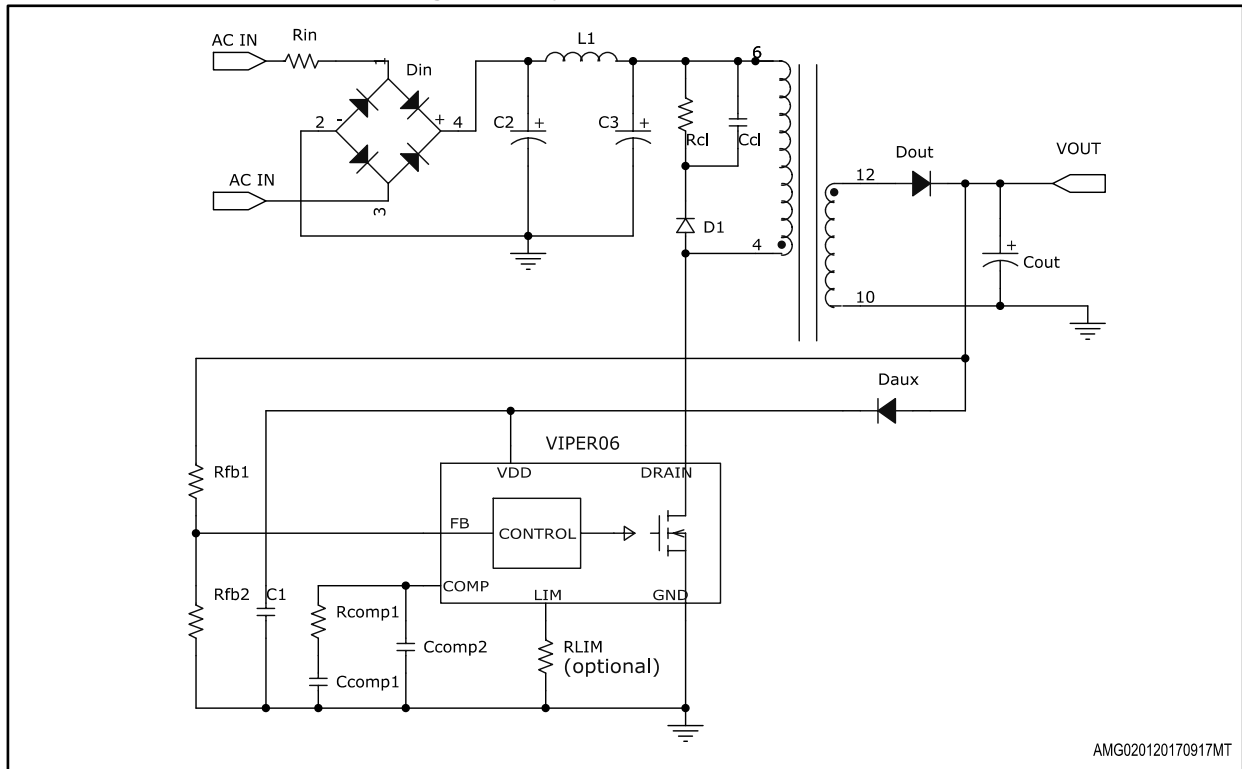 AC IN
Rin
1
Din
2
-
+
4
3
AC IN
L1
C2
+
C3
+
Rcl
Ccl
6
D1
4
12
Dout
VOUT
+
Cout
10
Daux
VIPER06
VDD
DRAIN
Rfb1
FB
CONTROL
COMP
LIM
GND
Rfb2
C1
Rcomp1
Ccomp2
Ccomp1
RLIM
(optional)
AMG020120170917MT